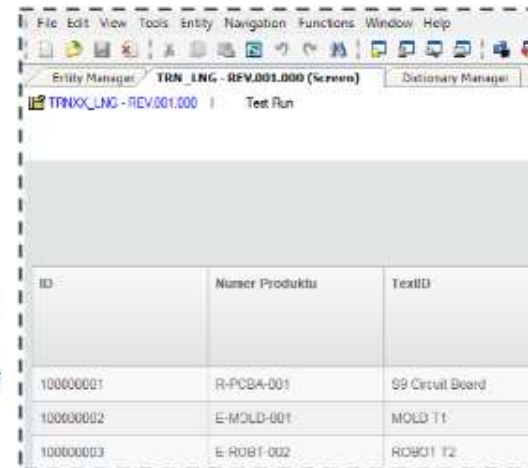 File Edit View Tools Entity Navigation Functions Window Help
Entity Manager TRN_LNG - REV.001.000 (Screen) Dictionary Manager
TRNXX_LNG - REV.001.000 | Test Run
ID Numer Produktu TextID
100000001 R-PCBA-001 S9 Circuit Board
100000002 E-MOLD-001 MOLD T1
100000003 E-ROBT-002 ROBOT T2